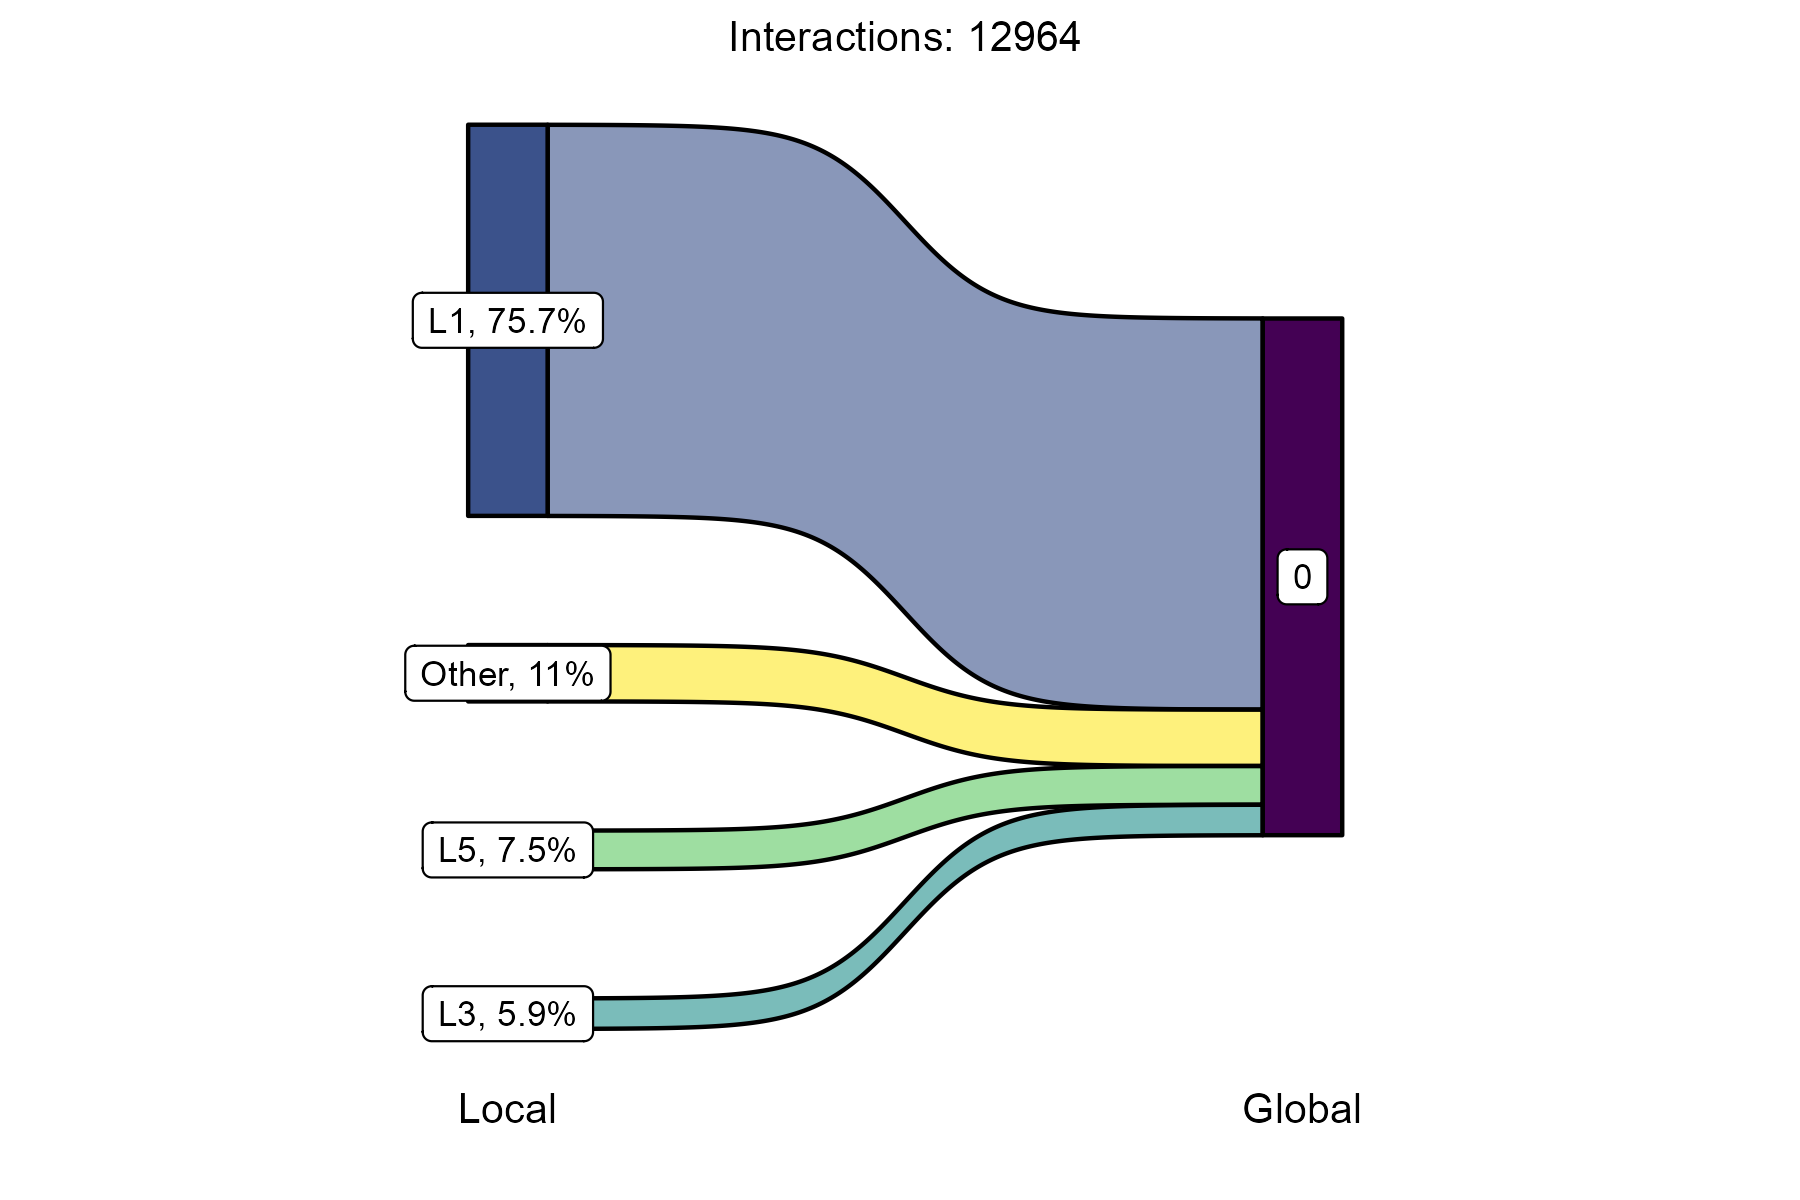 Interactions: 12964
L1, 75.7%
0
Other, 11%
L5, 7.5%
L3, 5.9%
Local
Global